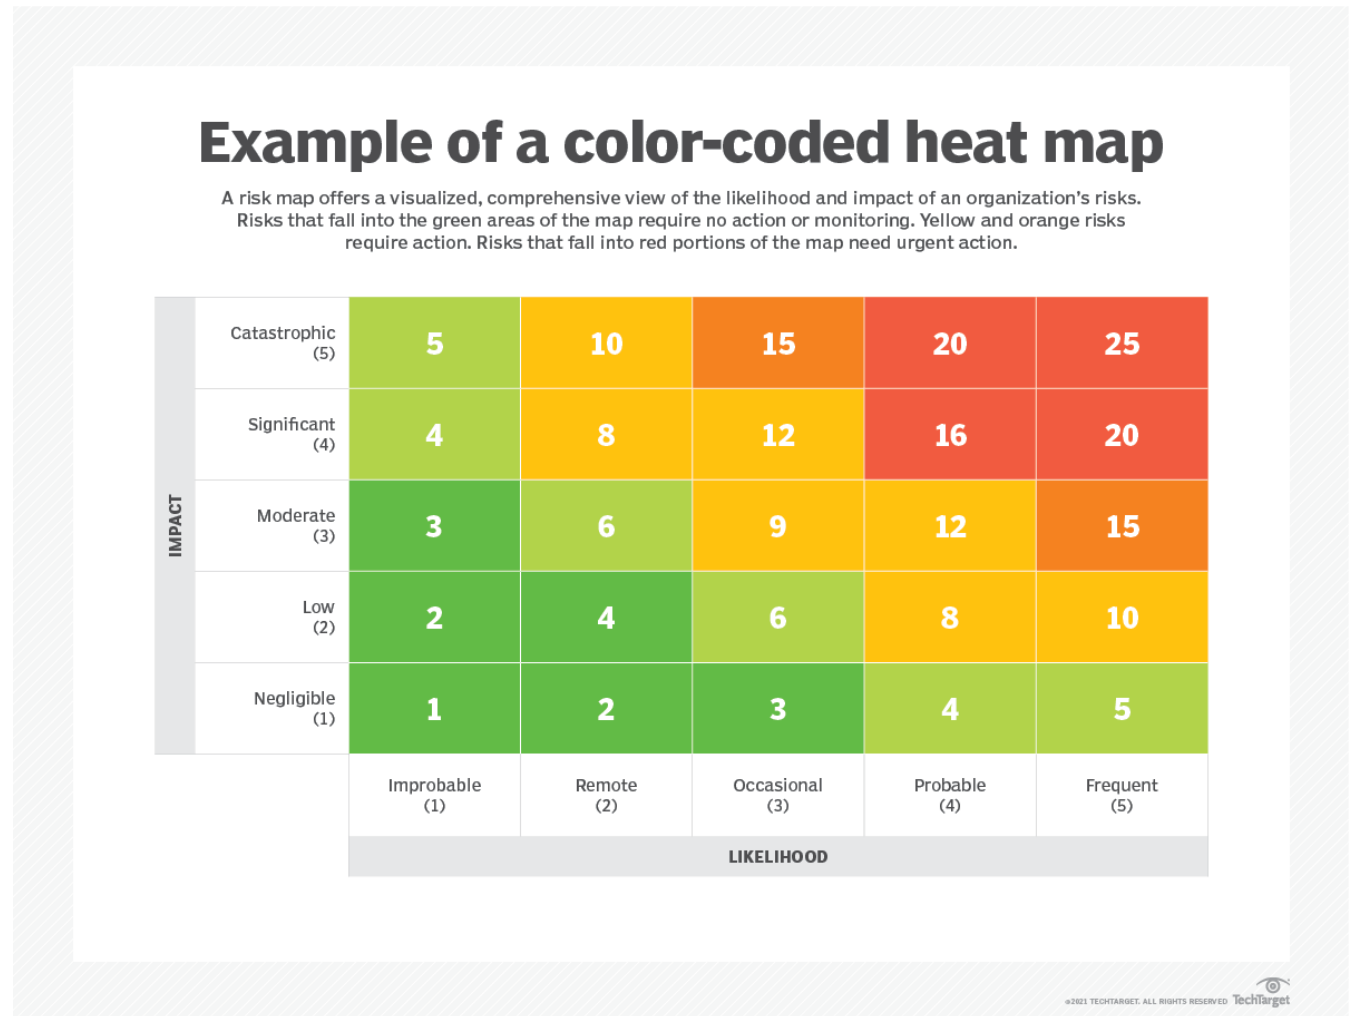 Example of a color-coded heat map
A risk map offers a visualized, comprehensive view of the likelihood and impact of an organization’s risks.
Risks that fall into the green areas of the map require no action or monitoring. Yellow and orange risks
require action. Risks that fall into red portions of the map need urgent action.
IMPACT
Catastrophic
(5)
5
10
15
20
25
Significant
(4)
4
8
12
16
20
Moderate
(3)
3
6
9
12
15
Low
(2)
2
4
6
8
10
Negligible
(1)
1
2
3
4
5
Improbable
(1)
Remote
(2)
Occasional
(3)
Probable
(4)
Frequent
(5)
LIKELIHOOD
©2021 TECHTARGET. ALL RIGHTS RESERVED TechTarget